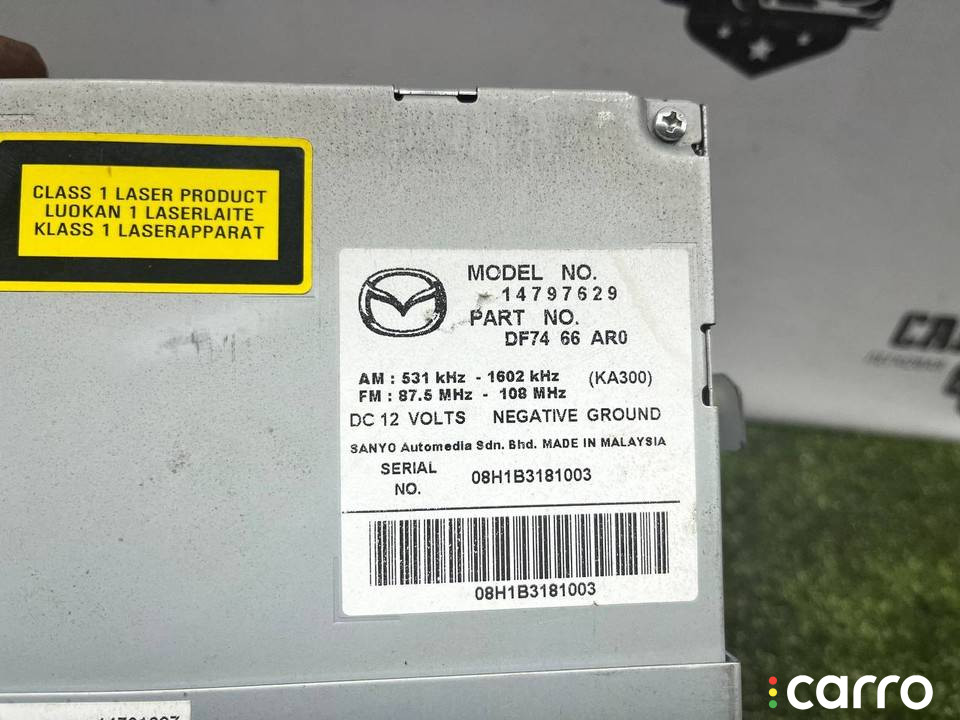 CLASS 1 LASER PRODUCT
LUOKAN 1 LASERLAITE
KLASS 1 LASERAPPARAT
MODEL NO.
14797629
PART NO.
DF74 66 AR0
AM : 531 kHz - 1602 kHz (KA300)
FM : 87.5 MHz - 108 MHz
DC 12 VOLTS NEGATIVE GROUND
SANYO Automedia Sdn. Bhd. MADE IN MALAYSIA
SERIAL NO.
08H1B3181003
08H1B3181003
carro